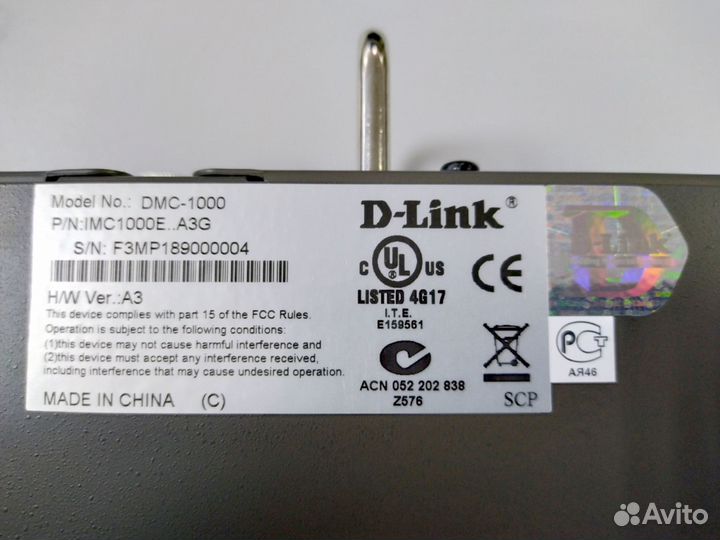 Model No.: DMC-1000
P/N:IMC1000E..A3G
S/N: F3MP189000004
H/W Ver.:A3
This device complies with part 15 of the FCC Rules.
Operation is subject to the following conditions:
(1)this device may not cause harmful interference and
(2)this device must accept any interference received,
including interference that may cause undesired operation.
MADE IN CHINA (C)
D-Link®
C UL US
LISTED 4G17
I.T.E.
E159561
CE
ACN 052 202 838
Z576
SCP
D-Link
РСт
АЯ46
Avito